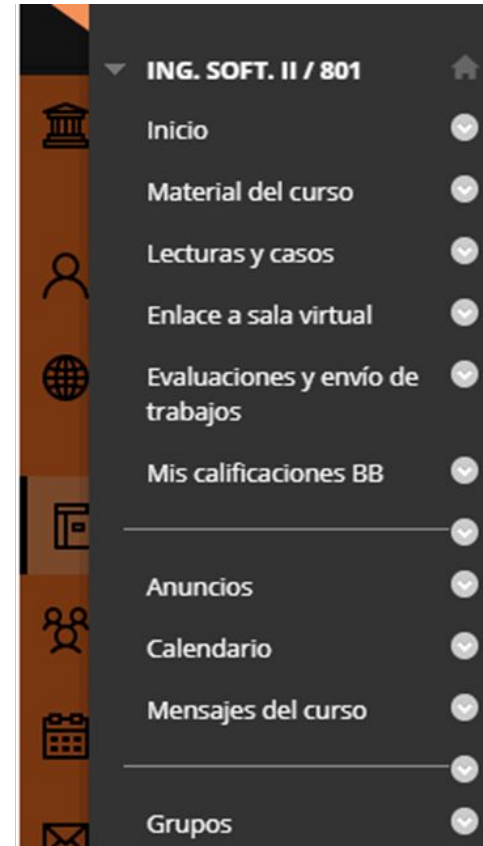 ING. SOFT. II / 801
Inicio
Material del curso
Lecturas y casos
Enlace a sala virtual
Evaluaciones y envío de
trabajos
Mis calificaciones BB
Anuncios
Calendario
Mensajes del curso
Grupos